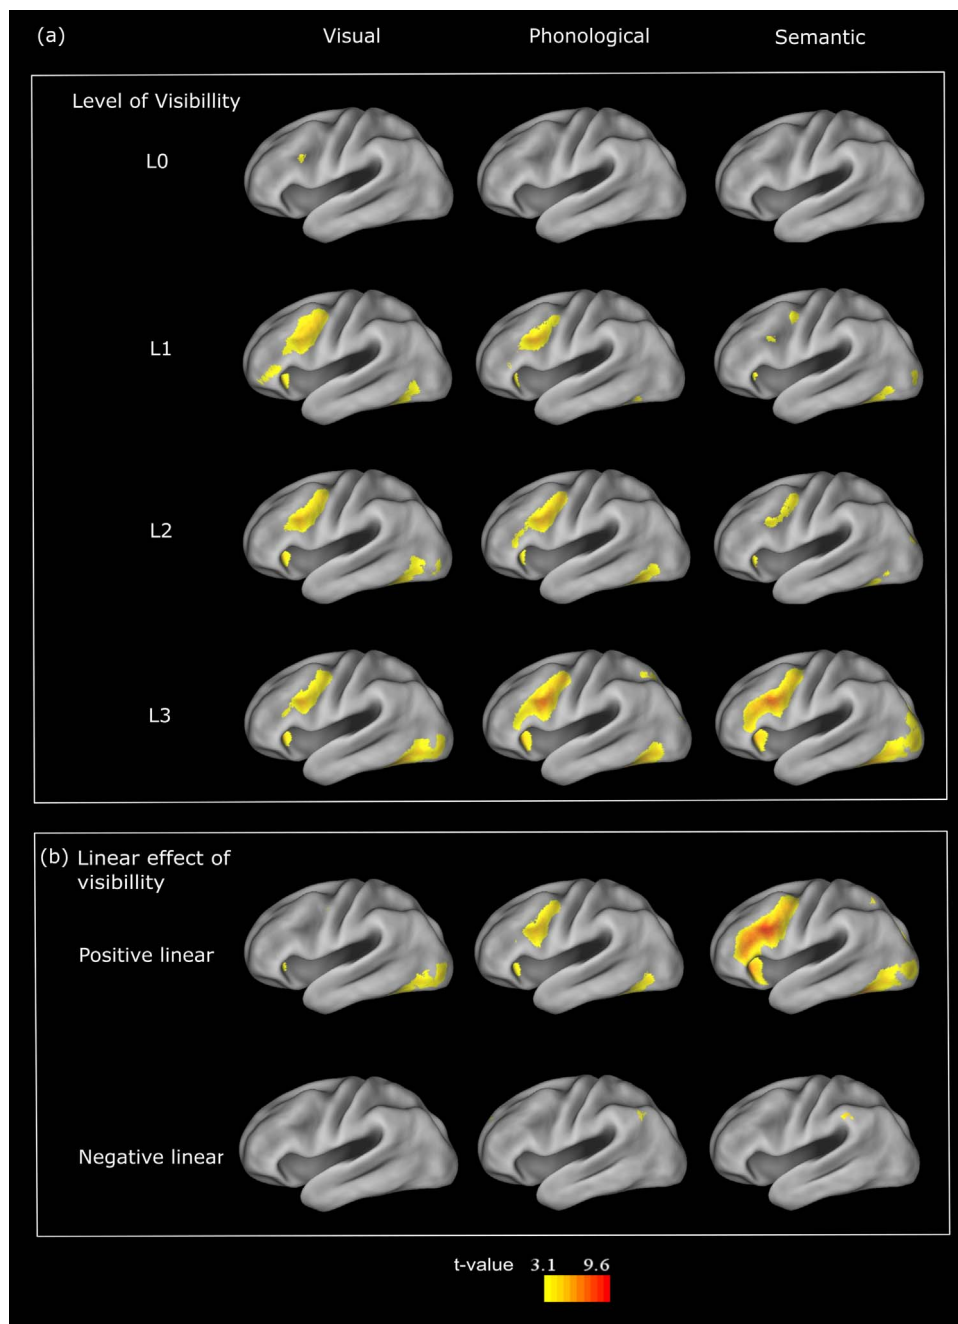 (a) Visual Phonological Semantic
Level of Visibillity
L0
L1
L2
L3
(b) Linear effect of
visibillity
Positive linear
Negative linear
t-value 3.1 9.6